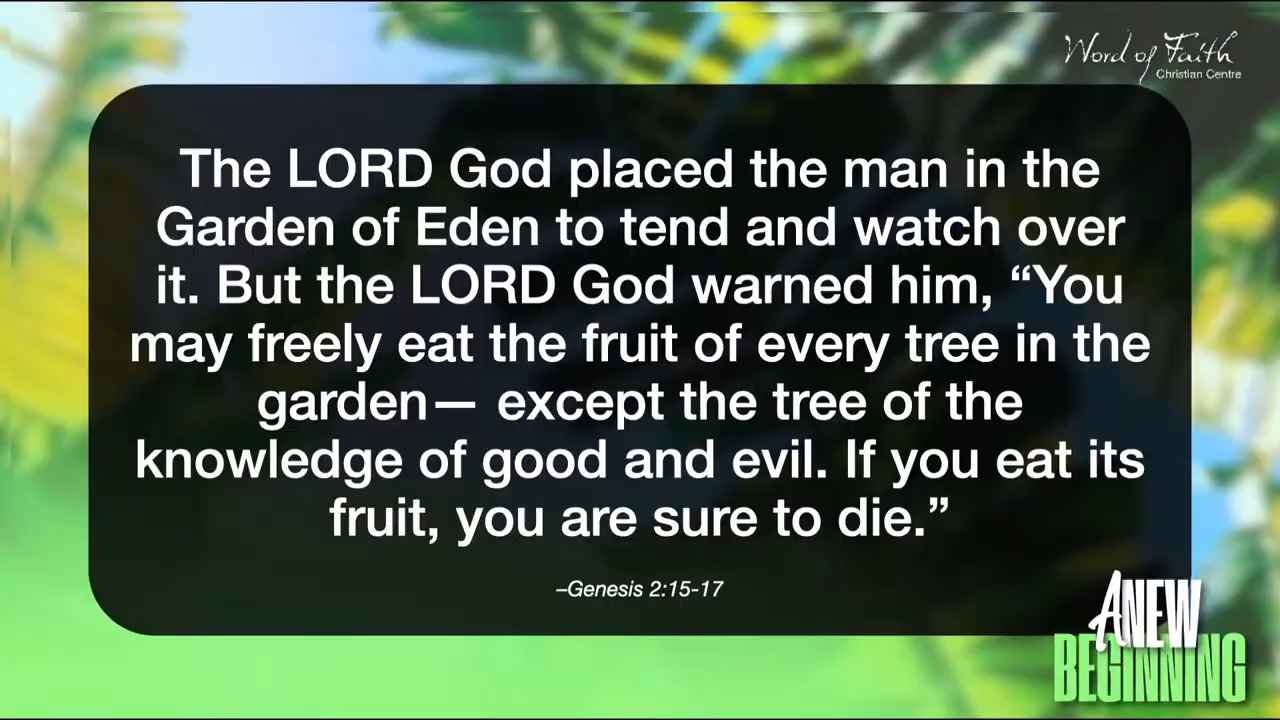 Word of Faith
Christian Centre
The LORD God placed the man in the
Garden of Eden to tend and watch over
it. But the LORD God warned him, “You
may freely eat the fruit of every tree in the
garden— except the tree of the
knowledge of good and evil. If you eat its
fruit, you are sure to die.”
–Genesis 2:15-17
A NEW
BEGINNING